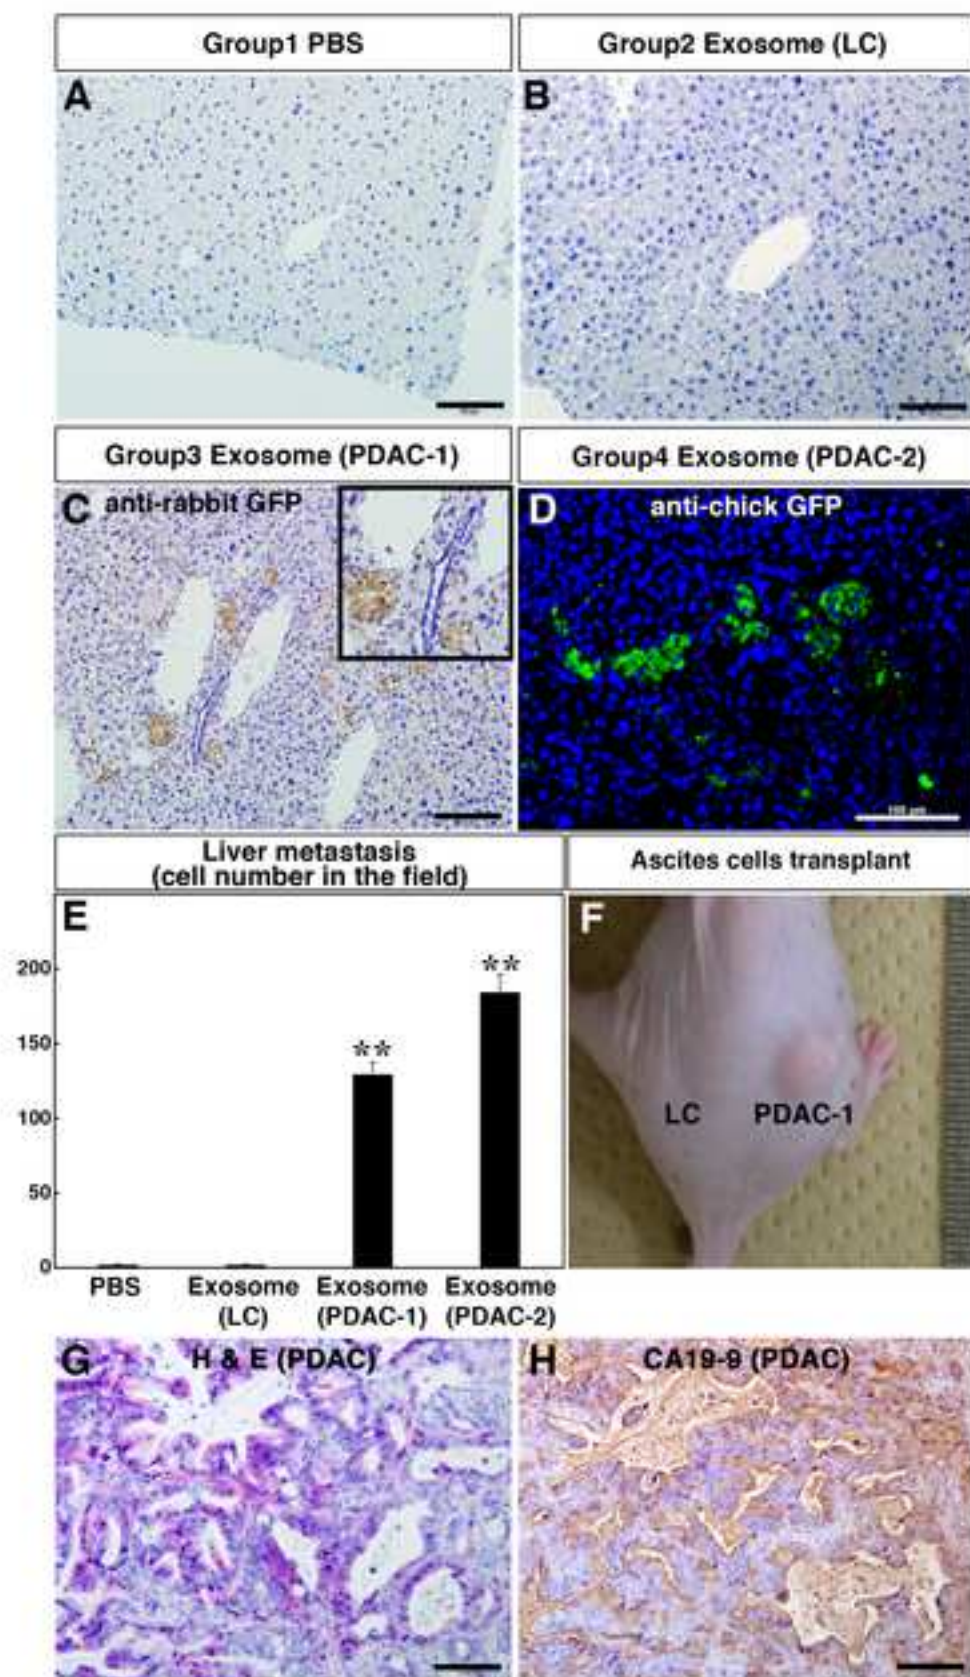 Group1 PBS
Group2 Exosome (LC)
A
B
Group3 Exosome (PDAC-1)
Group4 Exosome (PDAC-2)
C anti-rabbit GFP
D anti-chick GFP
100 µm
Liver metastasis
(cell number in the field)
Ascites cells transplant
E
200
150
100
50
0
**
**
PBS
Exosome
(LC)
Exosome
(PDAC-1)
Exosome
(PDAC-2)
F
LC PDAC-1
G H & E (PDAC)
H CA19-9 (PDAC)